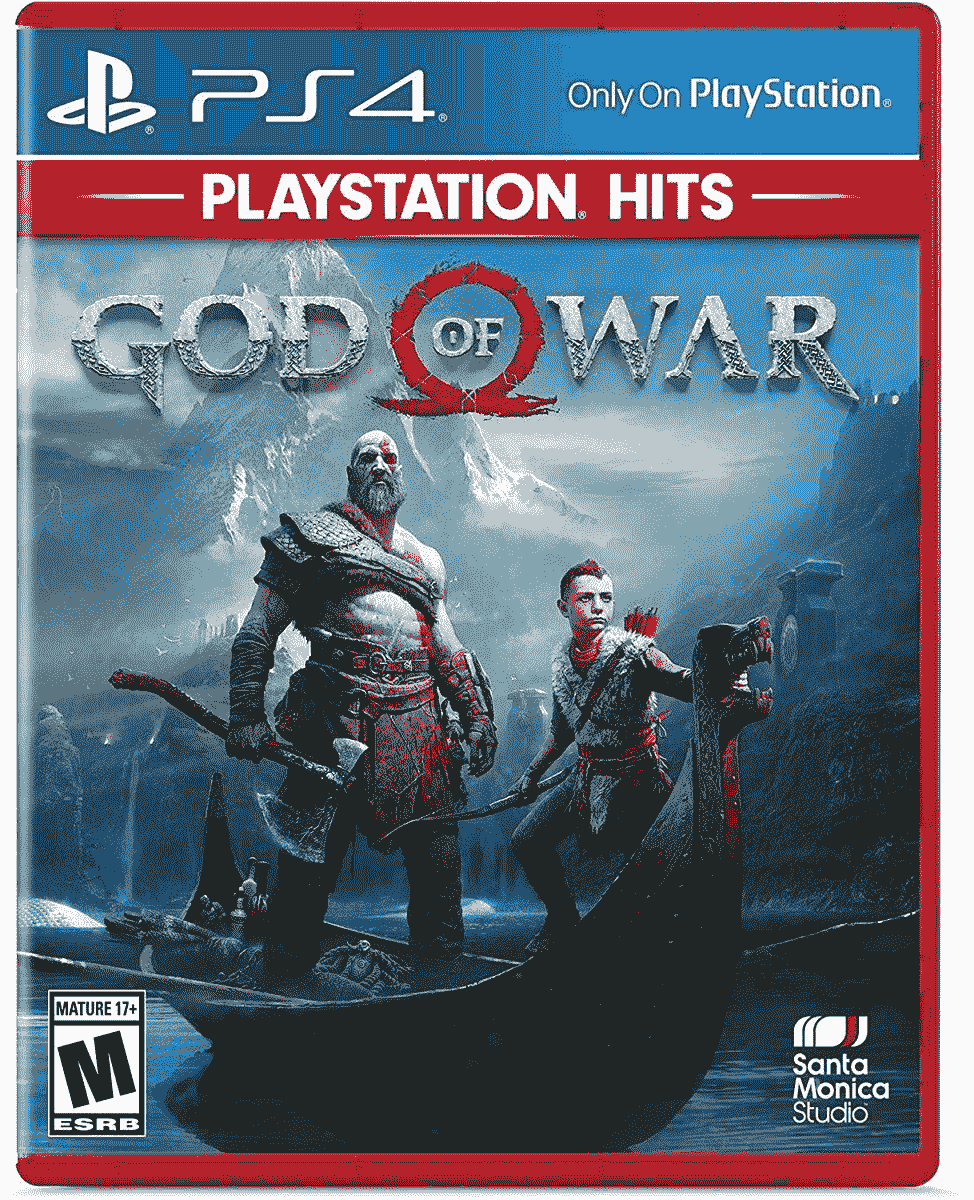 PS4
Only On PlayStation®
PLAYSTATION® HITS
GOD OF WAR
MATURE 17+
M
ESRB
Santa
Monica
Studio